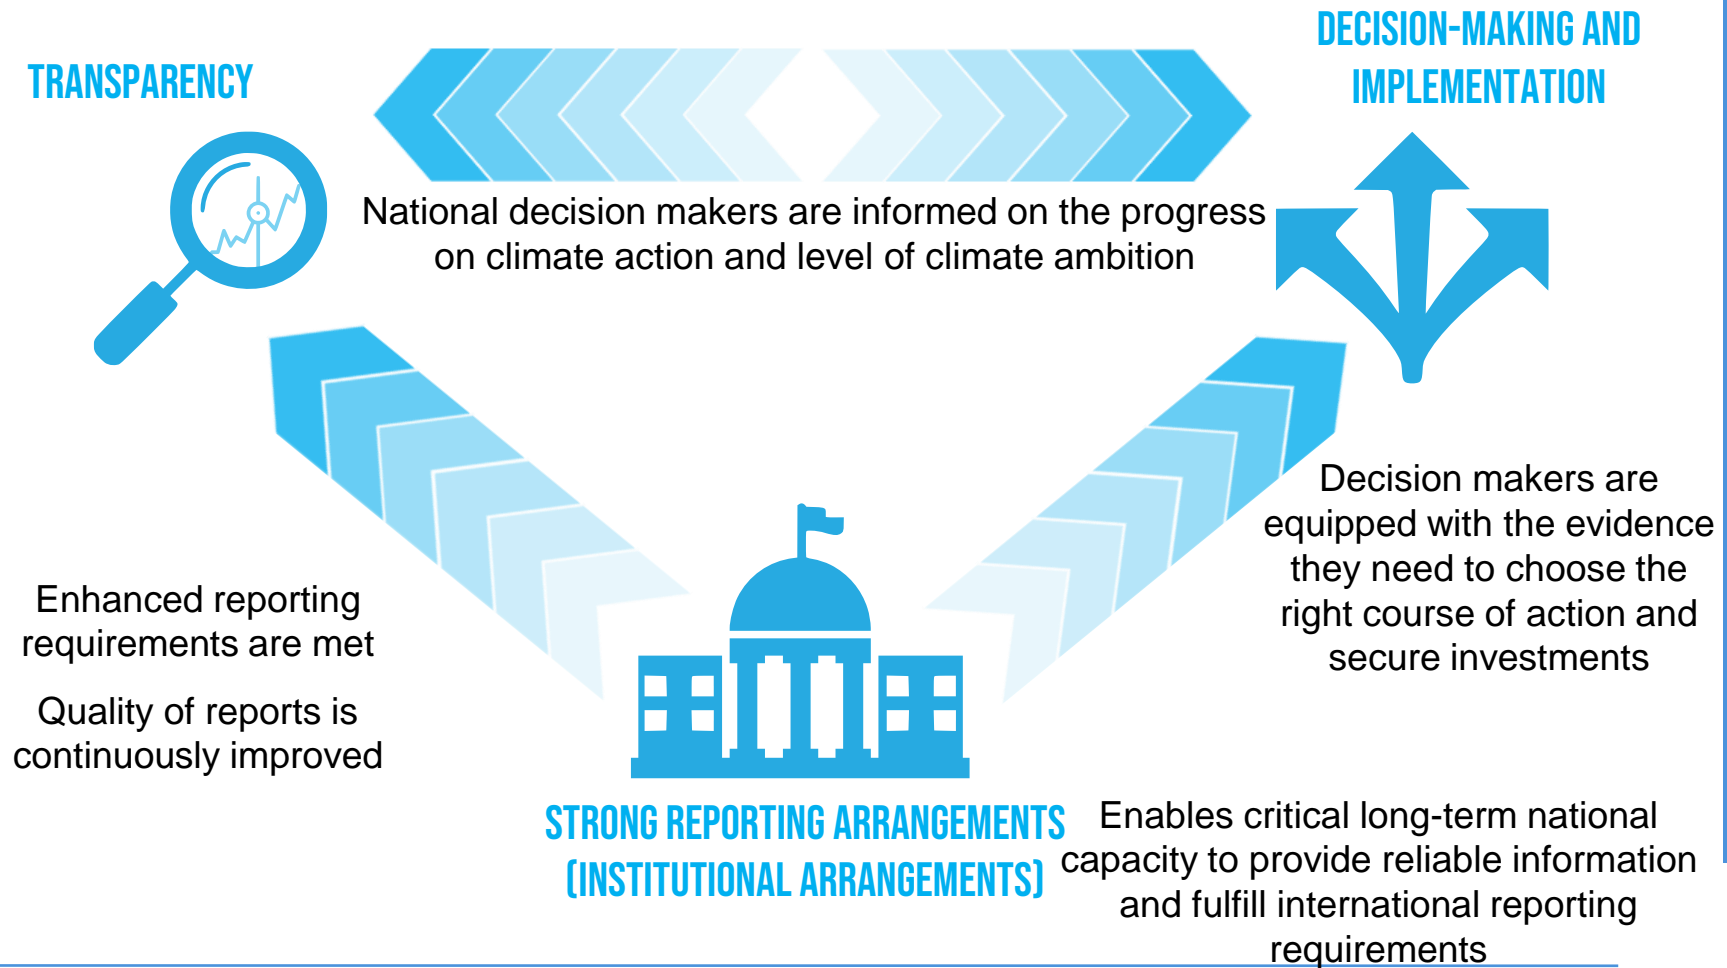 TRANSPARENCY
DECISION-MAKING AND
IMPLEMENTATION
National decision makers are informed on the progress
on climate action and level of climate ambition
Enhanced reporting
requirements are met
Quality of reports is
continuously improved
Decision makers are
equipped with the evidence
they need to choose the
right course of action and
secure investments
STRONG REPORTING ARRANGEMENTS
(INSTITUTIONAL ARRANGEMENTS)
Enables critical long-term national
capacity to provide reliable information
and fulfill international reporting
requirements